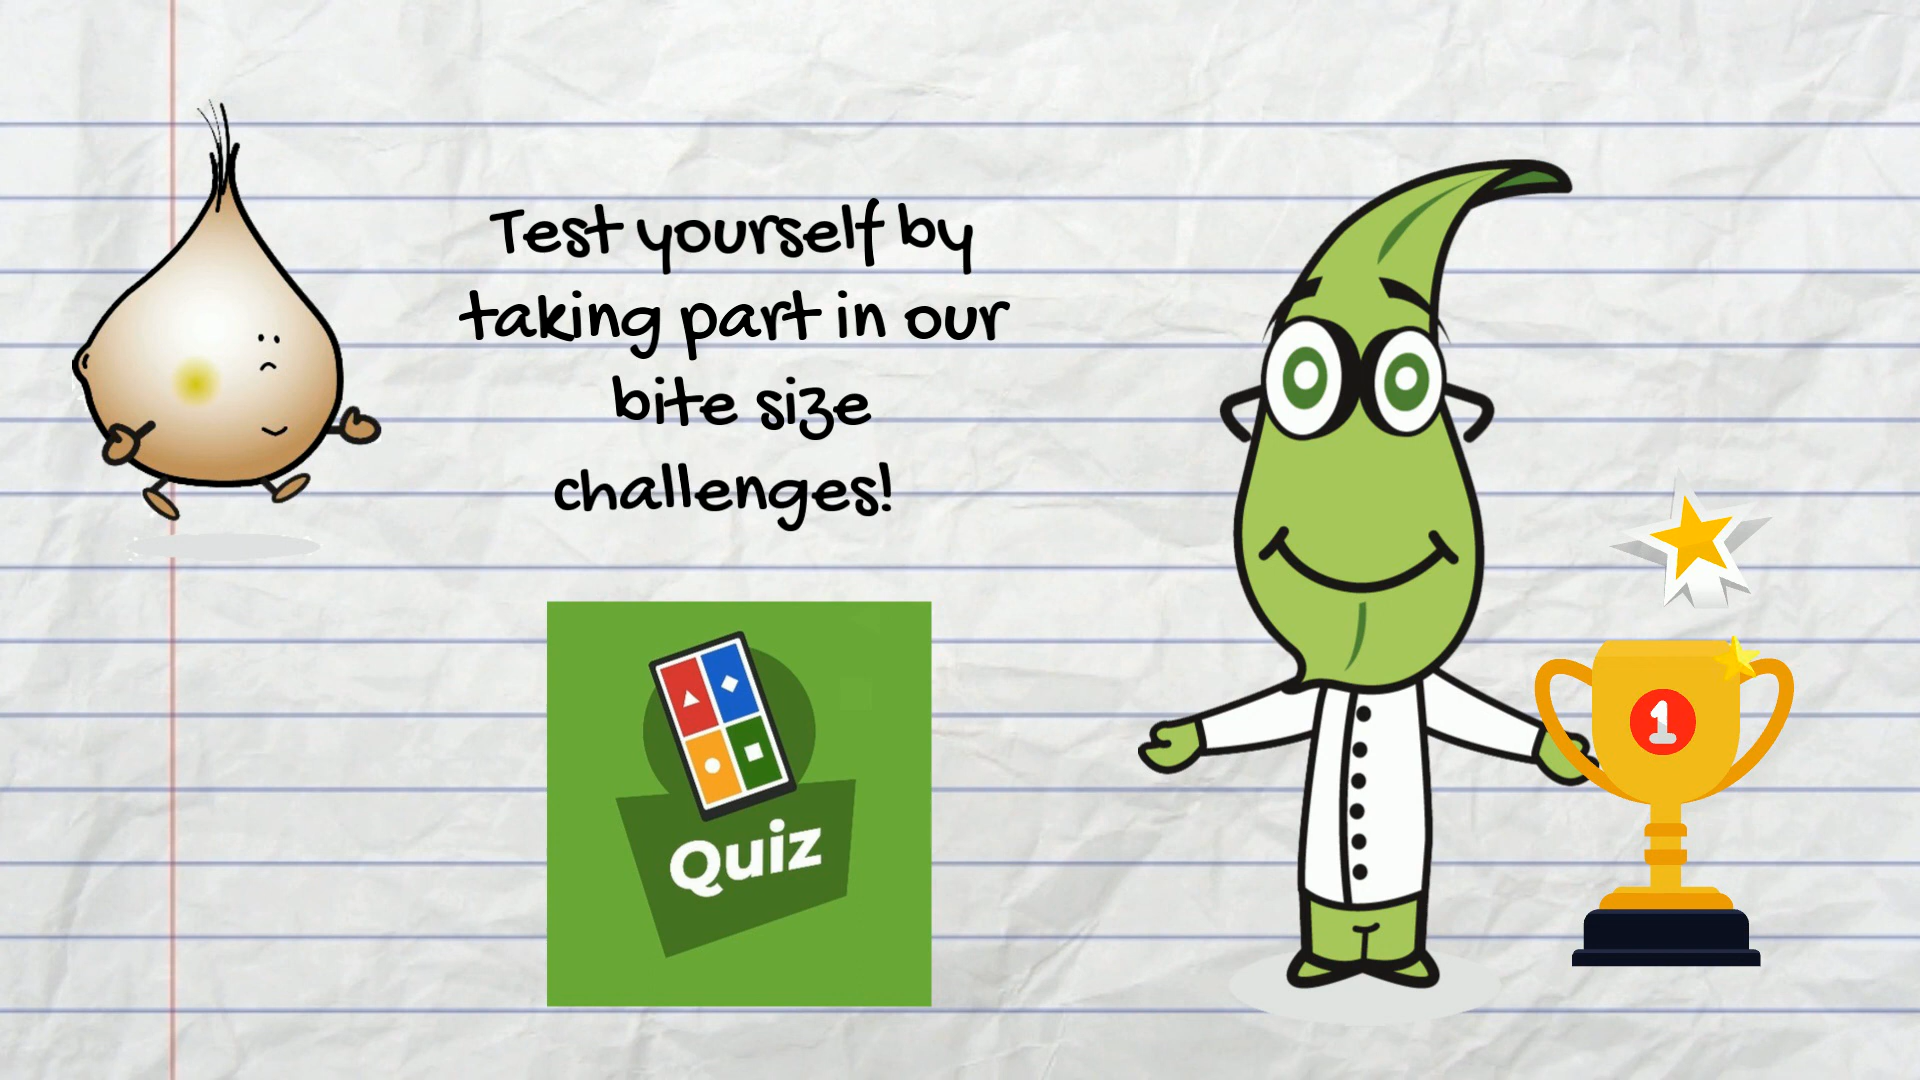 Test yourself by
taking part in our
bite size
challenges!
Quiz
1